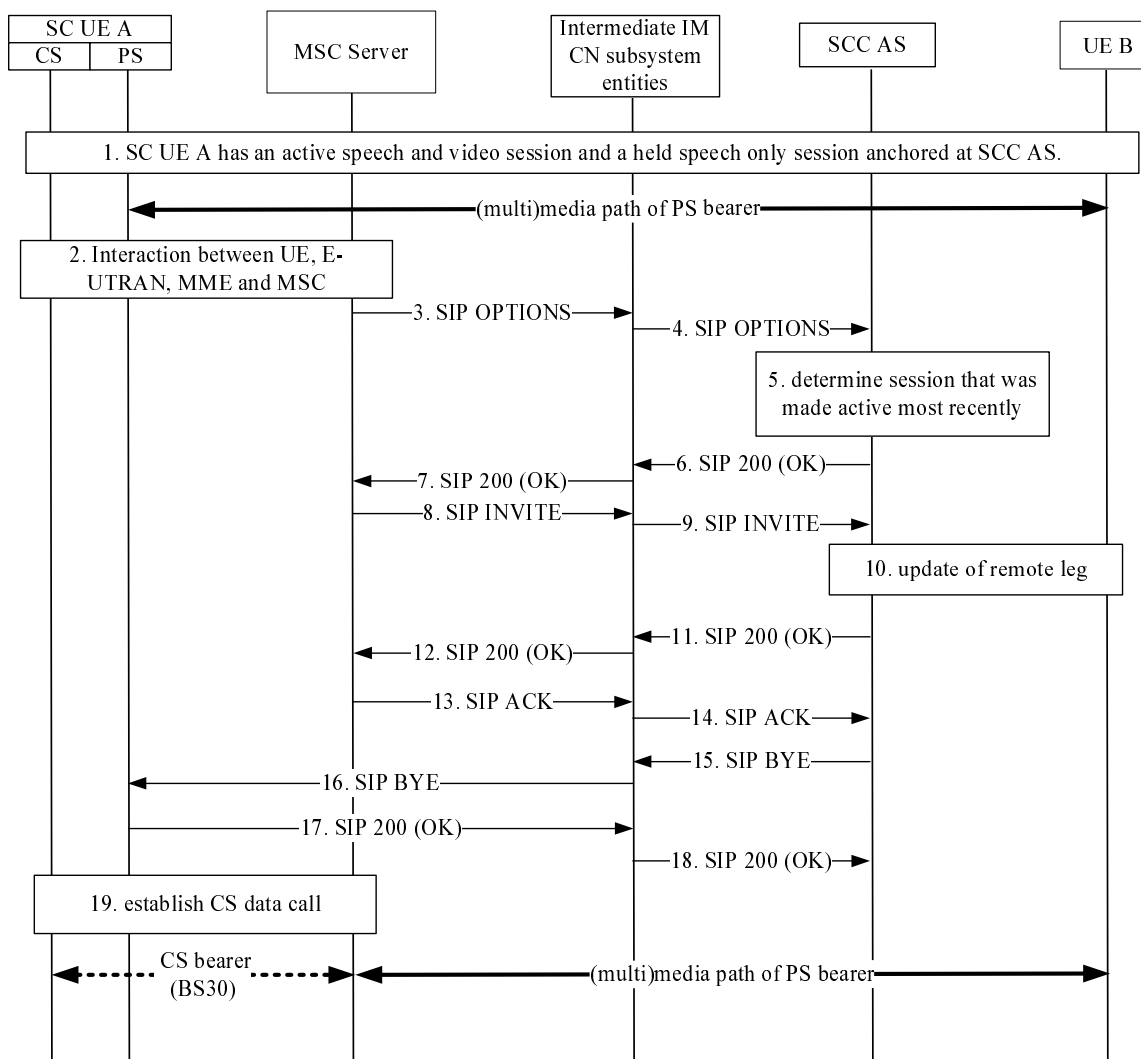 SC UE A
CS
PS
MSC Server
Intermediate IM
CN subsystem
entities
SCC AS
UE B
1. SC UE A has an active speech and video session and a held speech only session anchored at SCC AS.
(multi)media path of PS bearer
2. Interaction between UE, E-
UTRAN, MME and MSC
3. SIP OPTIONS
4. SIP OPTIONS
5. determine session that was
made active most recently
6. SIP 200 (OK)
7. SIP 200 (OK)
8. SIP INVITE
9. SIP INVITE
10. update of remote leg
11. SIP 200 (OK)
12. SIP 200 (OK)
13. SIP ACK
14. SIP ACK
15. SIP BYE
16. SIP BYE
17. SIP 200 (OK)
18. SIP 200 (OK)
19. establish CS data call
CS bearer
(BS30)
(multi)media path of PS bearer